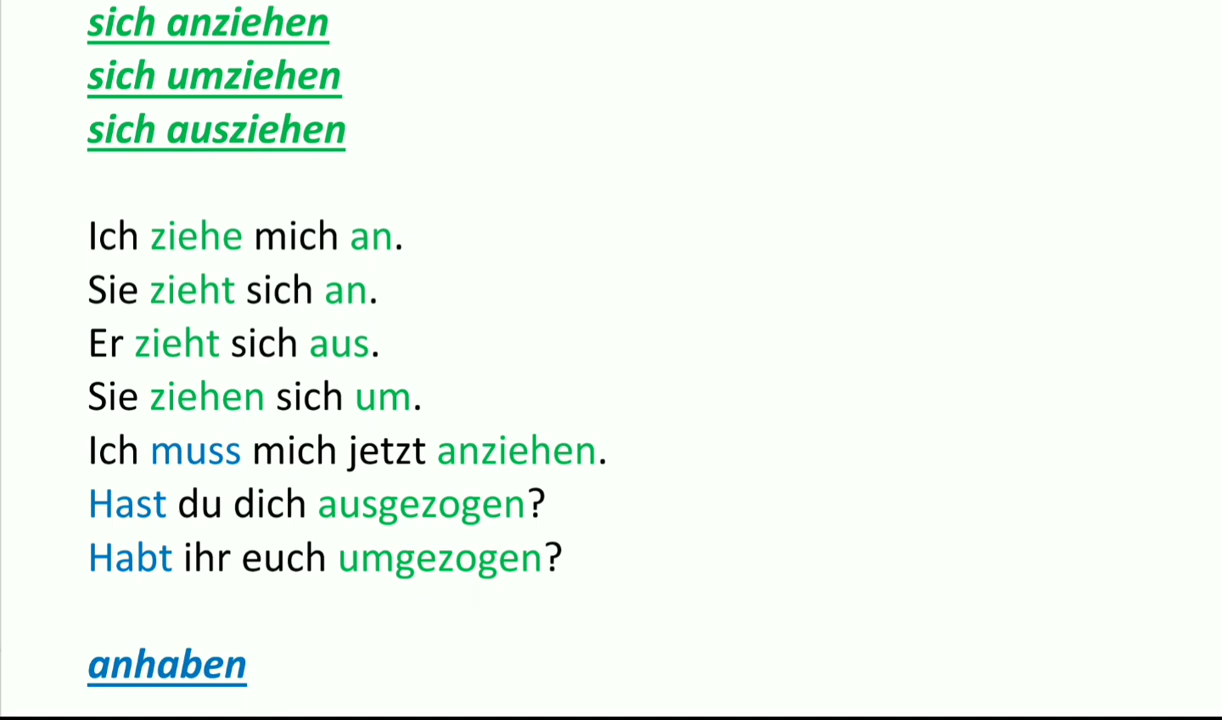 sich anziehen
sich umziehen
sich ausziehen
Ich ziehe mich an.
Sie zieht sich an.
Er zieht sich aus.
Sie ziehen sich um.
Ich muss mich jetzt anziehen.
Hast du dich ausgezogen?
Habt ihr euch umgezogen?
anhaben